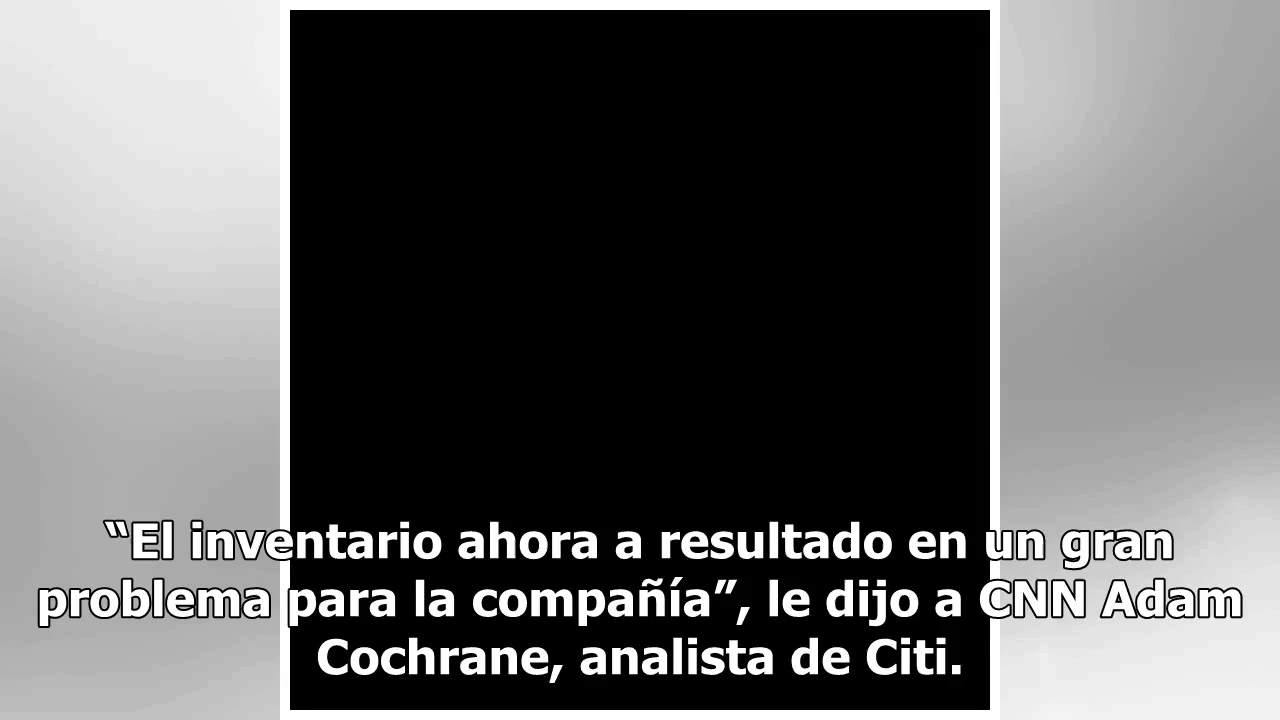 “El inventario ahora a resultado en un gran
problema para la compañía”, le dijo a CNN Adam
Cochrane, analista de Citi.